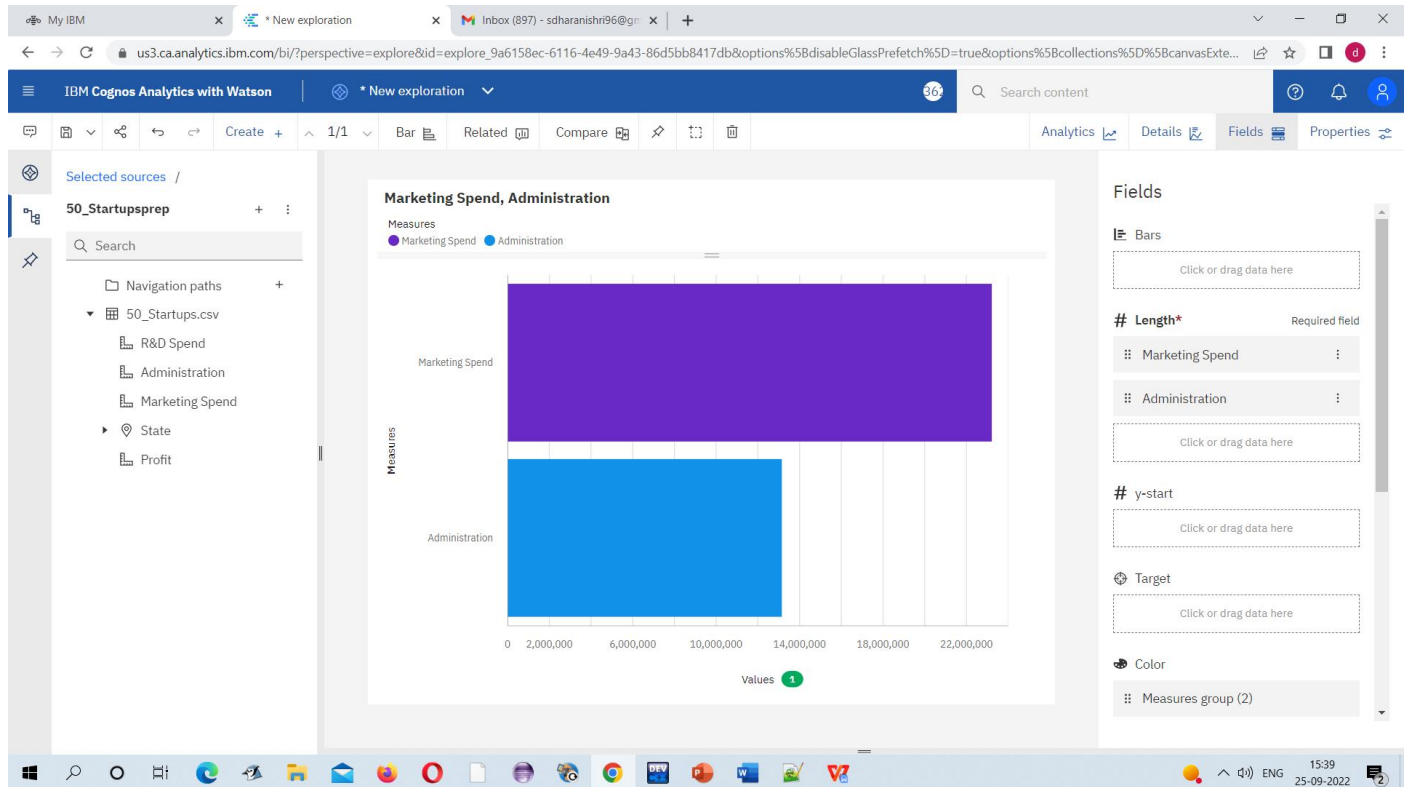 My IBM
* New exploration
Inbox (897) - sdharanishri96@gm
us3.ca.analytics.ibm.com/bi/?perspective=explore&id=explore_9a6158ec-6116-4e49-9a43-86d5bb8417db&options%5BdisableGlassPrefetch%5D=true&options%5Bcollections%5D%5BcanvasExte...
d
IBM Cognos Analytics with Watson
* New exploration
Search content
Create +
1/1
Bar
Related
Compare
Analytics
Details
Fields
Properties
Selected sources /
50_Startupsprep
Search
Navigation paths
50_Startups.csv
R&D Spend
Administration
Marketing Spend
State
Profit
Marketing Spend, Administration
Measures
Marketing Spend Administration
Marketing Spend
Administration
Measures
0 2,000,000 6,000,000 10,000,000 14,000,000 18,000,000 22,000,000
Values 1
Fields
Bars
Click or drag data here
# Length* Required field
Marketing Spend
Administration
Click or drag data here
# y-start
Click or drag data here
Target
Click or drag data here
Color
Measures group (2)
DEV
ENG
15:39
25-09-2022
2